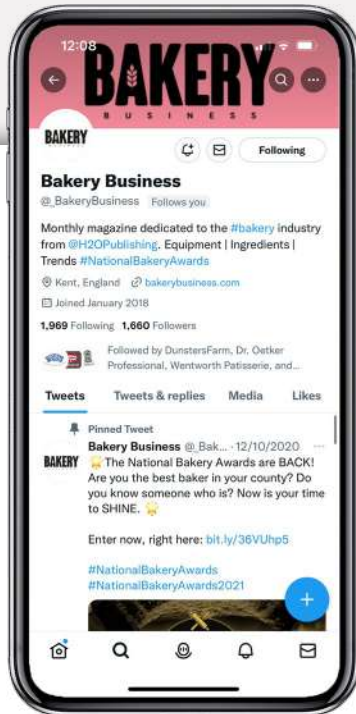 12:08
BAKERY
BUSINESS
BAKERY
Following
Bakery Business
@_BakeryBusiness Follows you
Monthly magazine dedicated to the #bakery industry
from @H2OPublishing. Equipment | Ingredients |
Trends #NationalBakeryAwards
Kent, England bakerybusiness.com
Joined January 2018
1,969 Following 1,660 Followers
Followed by DunstersFarm, Dr. Oetker
Professional, Wentworth Patisserie, and...
Tweets Tweets & replies Media Likes
Pinned Tweet
Bakery Business @_Bak... · 12/10/2020 ...
BAKERY
The National Bakery Awards are BACK!
Are you the best baker in your county? Do
you know someone who is? Now is your time
to SHINE.
Enter now, right here: bit.ly/36VUhp5
#NationalBakeryAwards
#NationalBakeryAwards2021